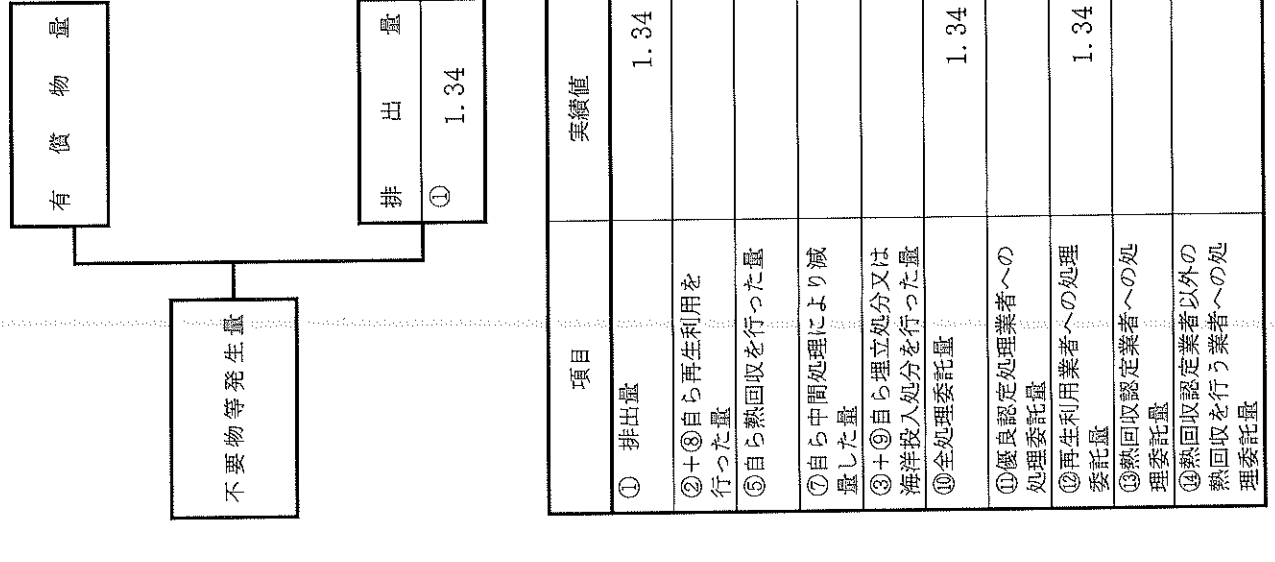 有償物量
不要物等発生量
排出量
①
1.34
項目
実績値
① 排出量
1.34
②+⑧自ら再生利用を
行った量
⑤自ら熱回収を行った量
⑦自ら中間処理により減
量した量
③+⑨自ら埋立処分又は
海洋投入処分を行った量
⑩全処理委託量
1.34
⑪優良認定処理業者への
処理委託量
⑫再生利用業者への処理
委託量
1.34
⑬熱回収認定業者への処
理委託量
⑭熱回収認定業者以外の
熱回収を行う業者への処
理委託量